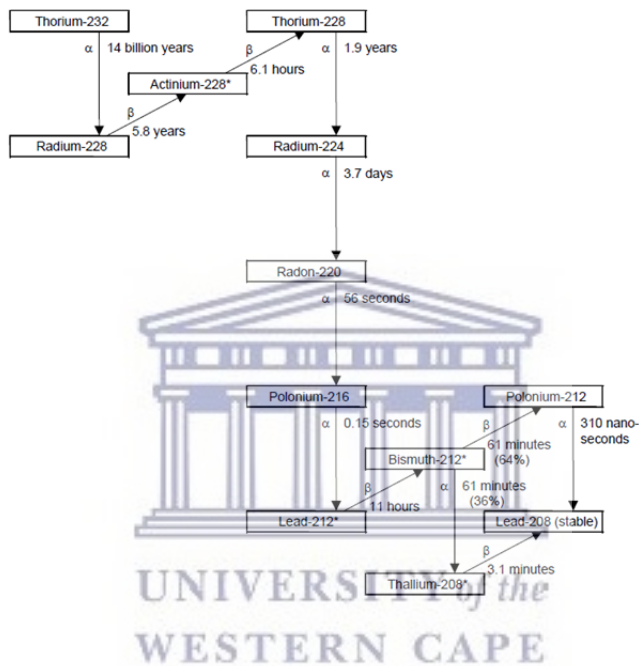 Thorium-232
Thorium-228
α 14 billion years
β
α 1.9 years
6.1 hours
Actinium-228*
β
5.8 years
Radium-228
Radium-224
α 3.7 days
Radon-220
α 56 seconds
Polonium-216
Polonium-212
α 0.15 seconds
β
α 310 nano-
seconds
61 minutes
(64%)
Bismuth-212*
β
11 hours
α 61 minutes
(36%)
Lead-212*
Lead-208 (stable)
β
3.1 minutes
Thallium-208*
UNIVERSITY of the
WESTERN CAPE